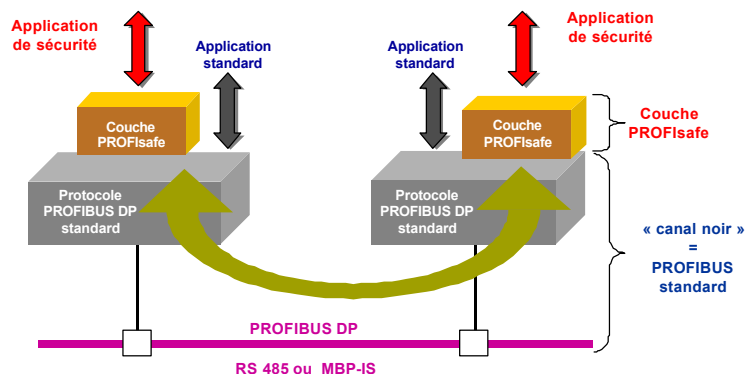 Application
de sécurité
Application
standard
Application
standard
Application
de sécurité
Couche
PROFIsafe
Couche
PROFIsafe
Couche
PROFIsafe
Protocole
PROFIBUS DP
standard
Protocole
PROFIBUS DP
standard
« canal noir »
=
PROFIBUS
standard
PROFIBUS DP
RS 485 ou MBP-IS